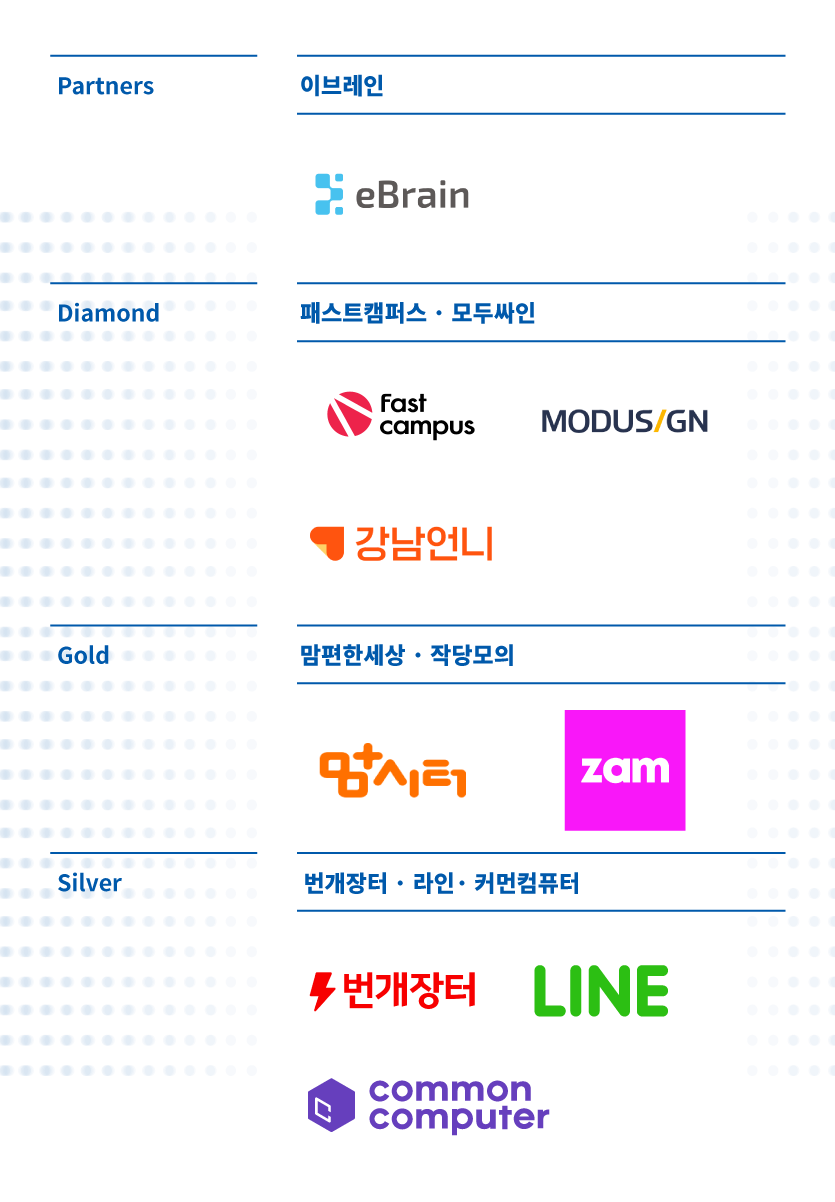 Partners
이브레인
eBrain
Diamond
패스트캠퍼스 · 모두싸인
Fast
campus
MODUSIGN
강남언니
Gold
맘편한세상 · 작당모의
맘시터
zam
Silver
번개장터 · 라인 · 커먼컴퓨터
번개장터
LINE
common
computer